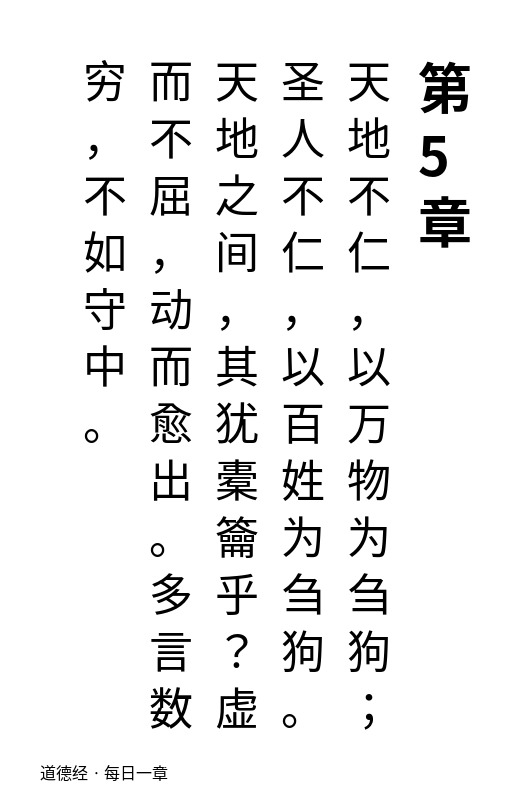 第5章
天地不仁，以万物为刍狗；
圣人不仁，以百姓为刍狗。
天地之间，其犹橐籥乎？虚
而不屈，动而愈出。多言数
穷，不如守中。
道德经 · 每日一章